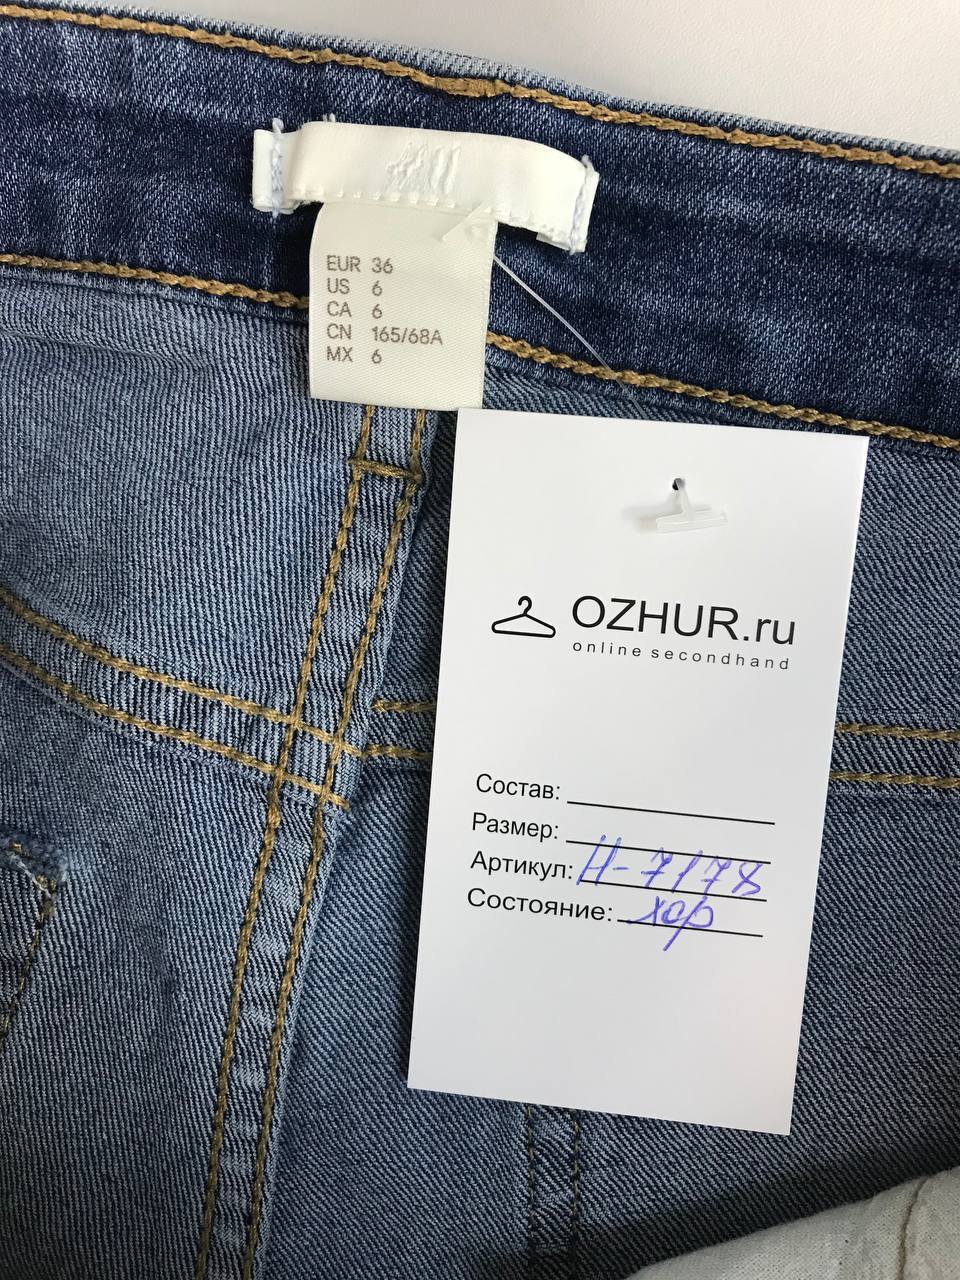 H&M
EUR 36
US 6
CA 6
CN 165/68A
MX 6
OZHUR.ru
online secondhand
Состав:
Размер:
Артикул: Н-7178
Состояние: хор